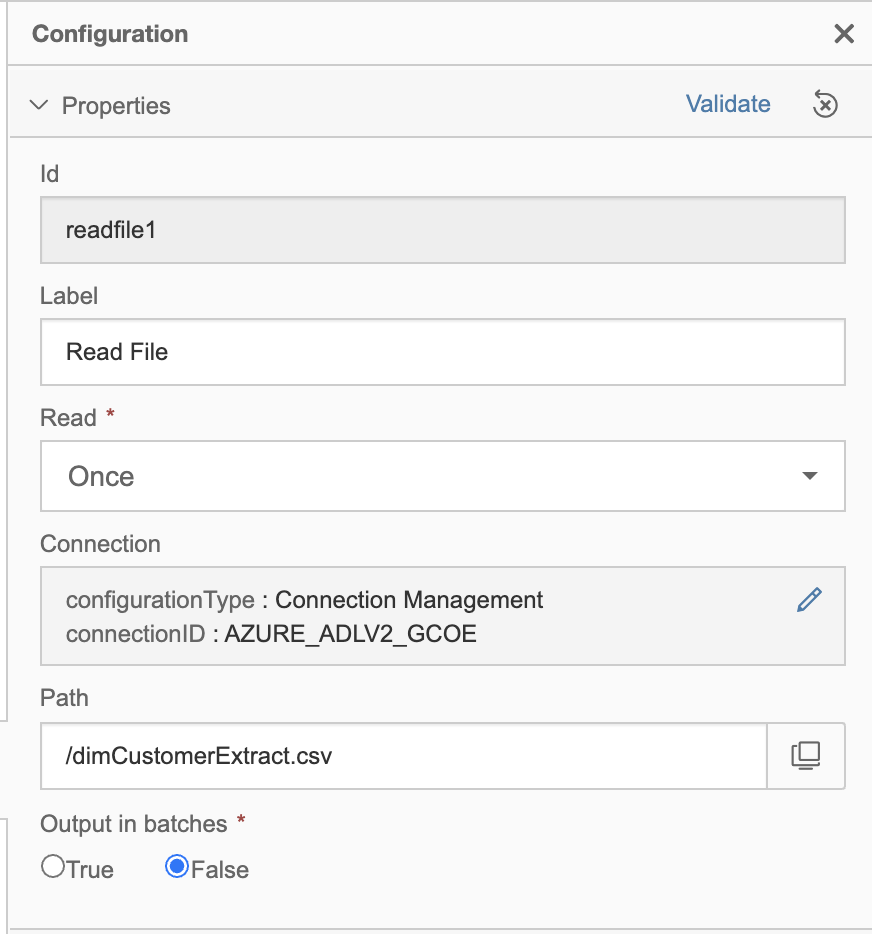 Configuration
Properties
Validate
Id
readfile1
Label
Read File
Read *
Once
Connection
configurationType : Connection Management
connectionID : AZURE_ADLV2_GCOE
Path
/dimCustomerExtract.csv
Output in batches *
True False